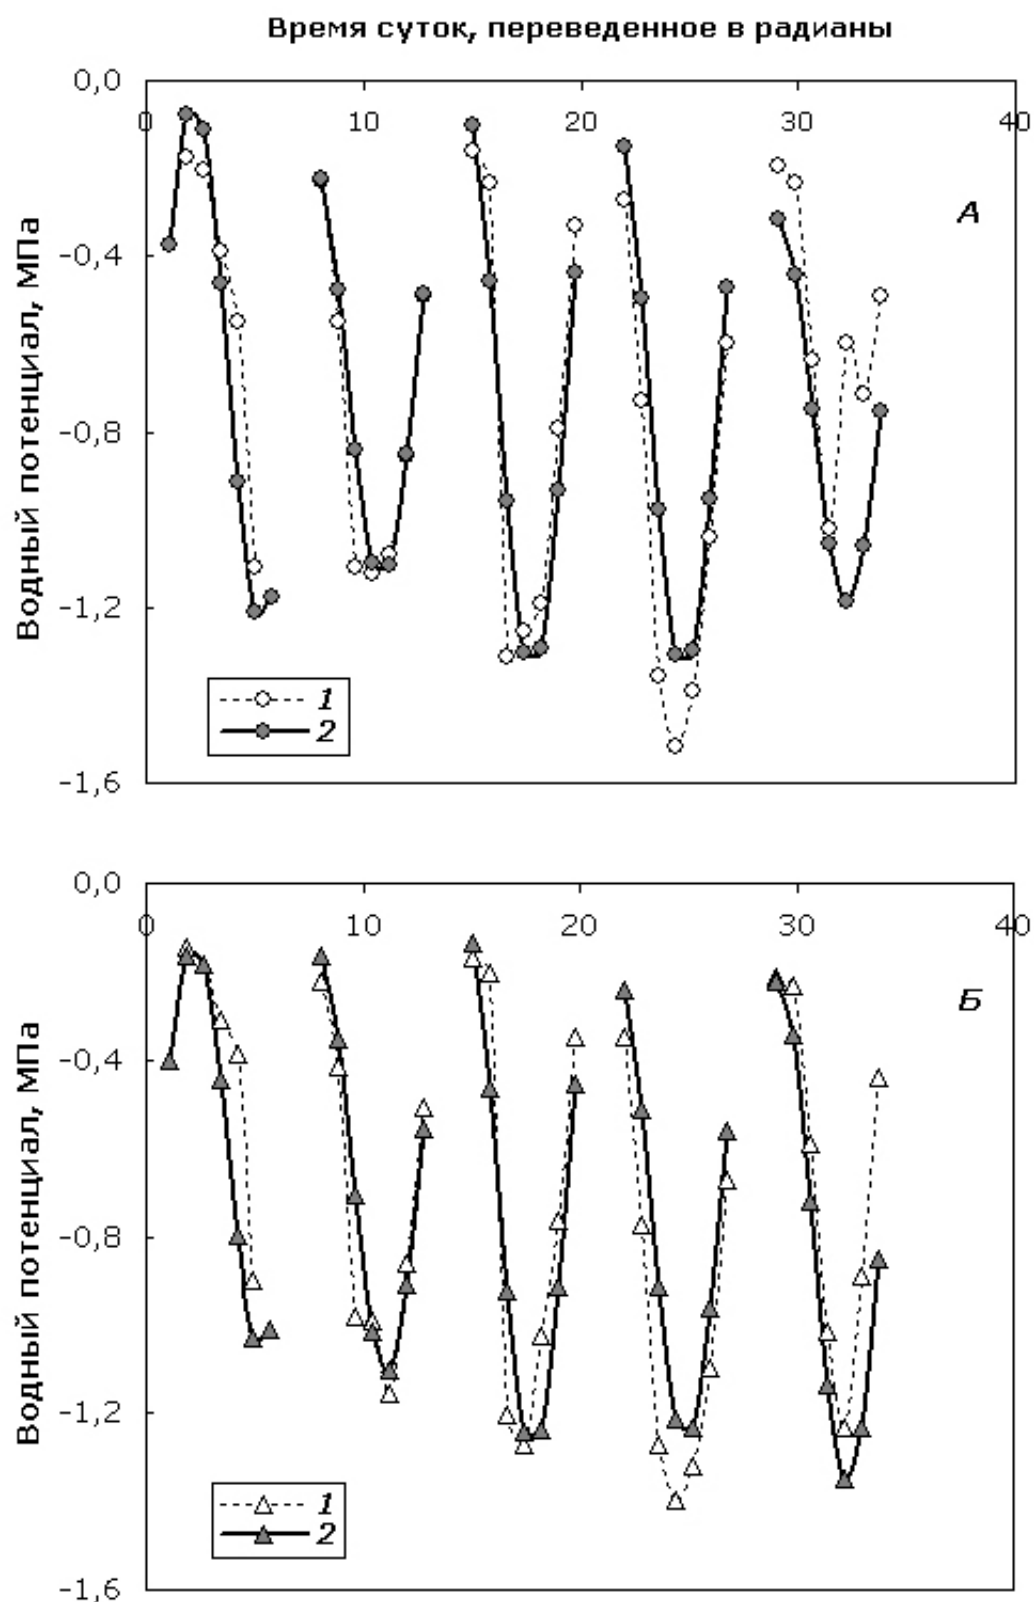 Время суток, переведенное в радианы
0,0
0 10 20 30 40
А
-0,4
Водный потенциал, МПа
-0,8
-1,2
1
2
-1,6
0,0
0 10 20 30 40
Б
-0,4
Водный потенциал, МПа
-0,8
-1,2
1
2
-1,6